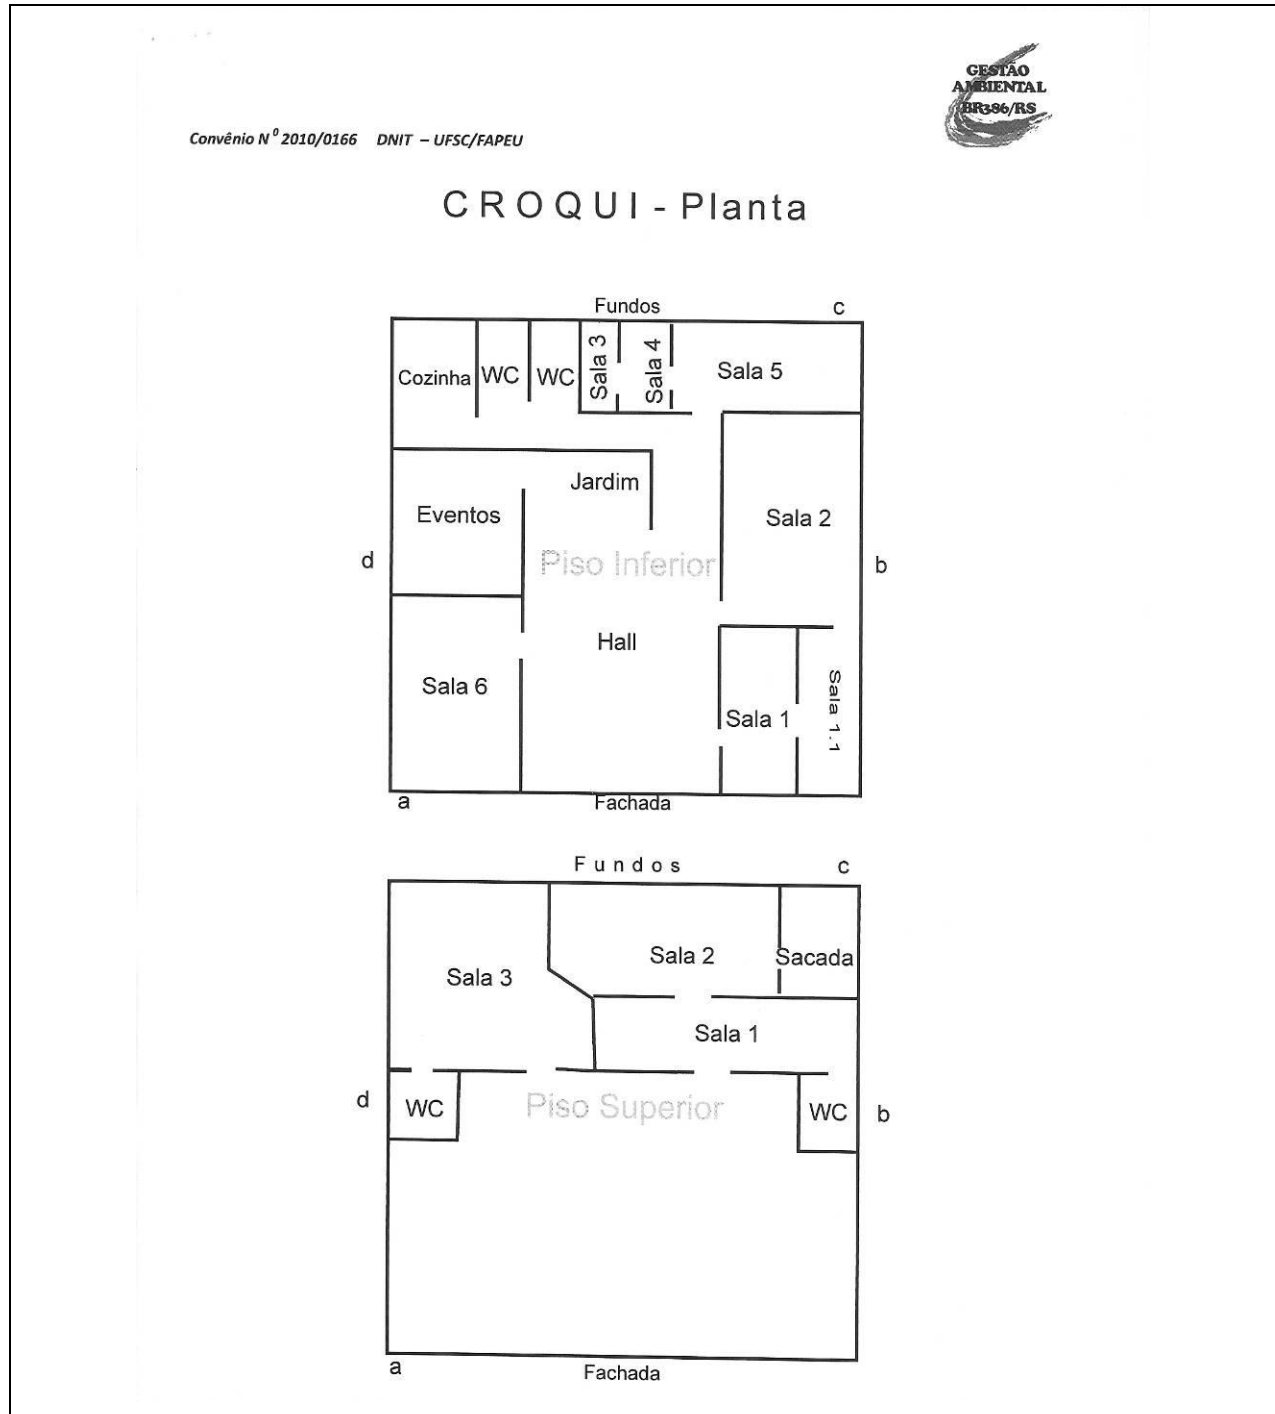 GESTÃO
AMBIENTAL
BR386/RS
Convênio N⁰ 2010/0166 DNIT – UFSC/FAPEU
CROQUI - Planta
Fundos
c
Cozinha
WC
WC
Sala 3
Sala 4
Sala 5
Jardim
Eventos
Sala 2
d
Piso Inferior
b
Hall
Sala 6
Sala 1
Sala 1.1
a
Fachada
Fundos
c
Sala 3
Sala 2
Sacada
Sala 1
d
WC
Piso Superior
WC
b
a
Fachada